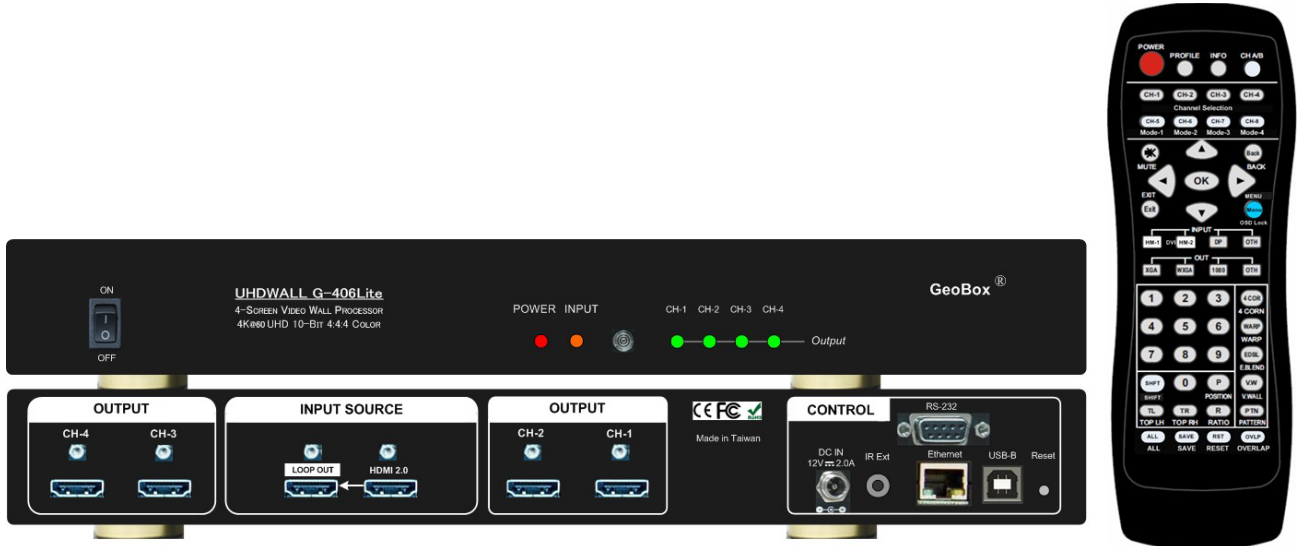 ON
OFF
UHDWALL G-406Lite
4-SCREEN VIDEO WALL PROCESSOR
4K@60 UHD 10-BIT 4:4:4 COLOR
POWER INPUT
CH-1 CH-2 CH-3 CH-4
Output
GeoBox ®
OUTPUT
CH-4 CH-3
INPUT SOURCE
LOOP OUT HDMI 2.0
OUTPUT
CH-2 CH-1
CE FC RoHS
Made in Taiwan
CONTROL
RS-232
DC IN
12V 2.0A
IR Ext
Ethernet
USB-B
Reset
POWER PROFILE INFO CH A/B
CH-1 CH-2 CH-3 CH-4
Channel Selection
CH-5 CH-6 CH-7 CH-8
Mode-1 Mode-2 Mode-3 Mode-4
Back
MUTE BACK
OK
EXIT MENU
Exit Menu
OSD Lock
INPUT
HM-1 DVI HM-2 DP OTH
OUT
XGA WXGA 1080 OTH
1 2 3 4COR
4 CORN
4 5 6 WARP
WARP
7 8 9 EDBL
E.BLEND
SHFT 0 P V.W
SHIFT POSITION V.WALL
TL TR R PTN
TOP LH TOP RH RATIO PATTERN
ALL SAVE RST OVLP
ALL SAVE RESET OVERLAP